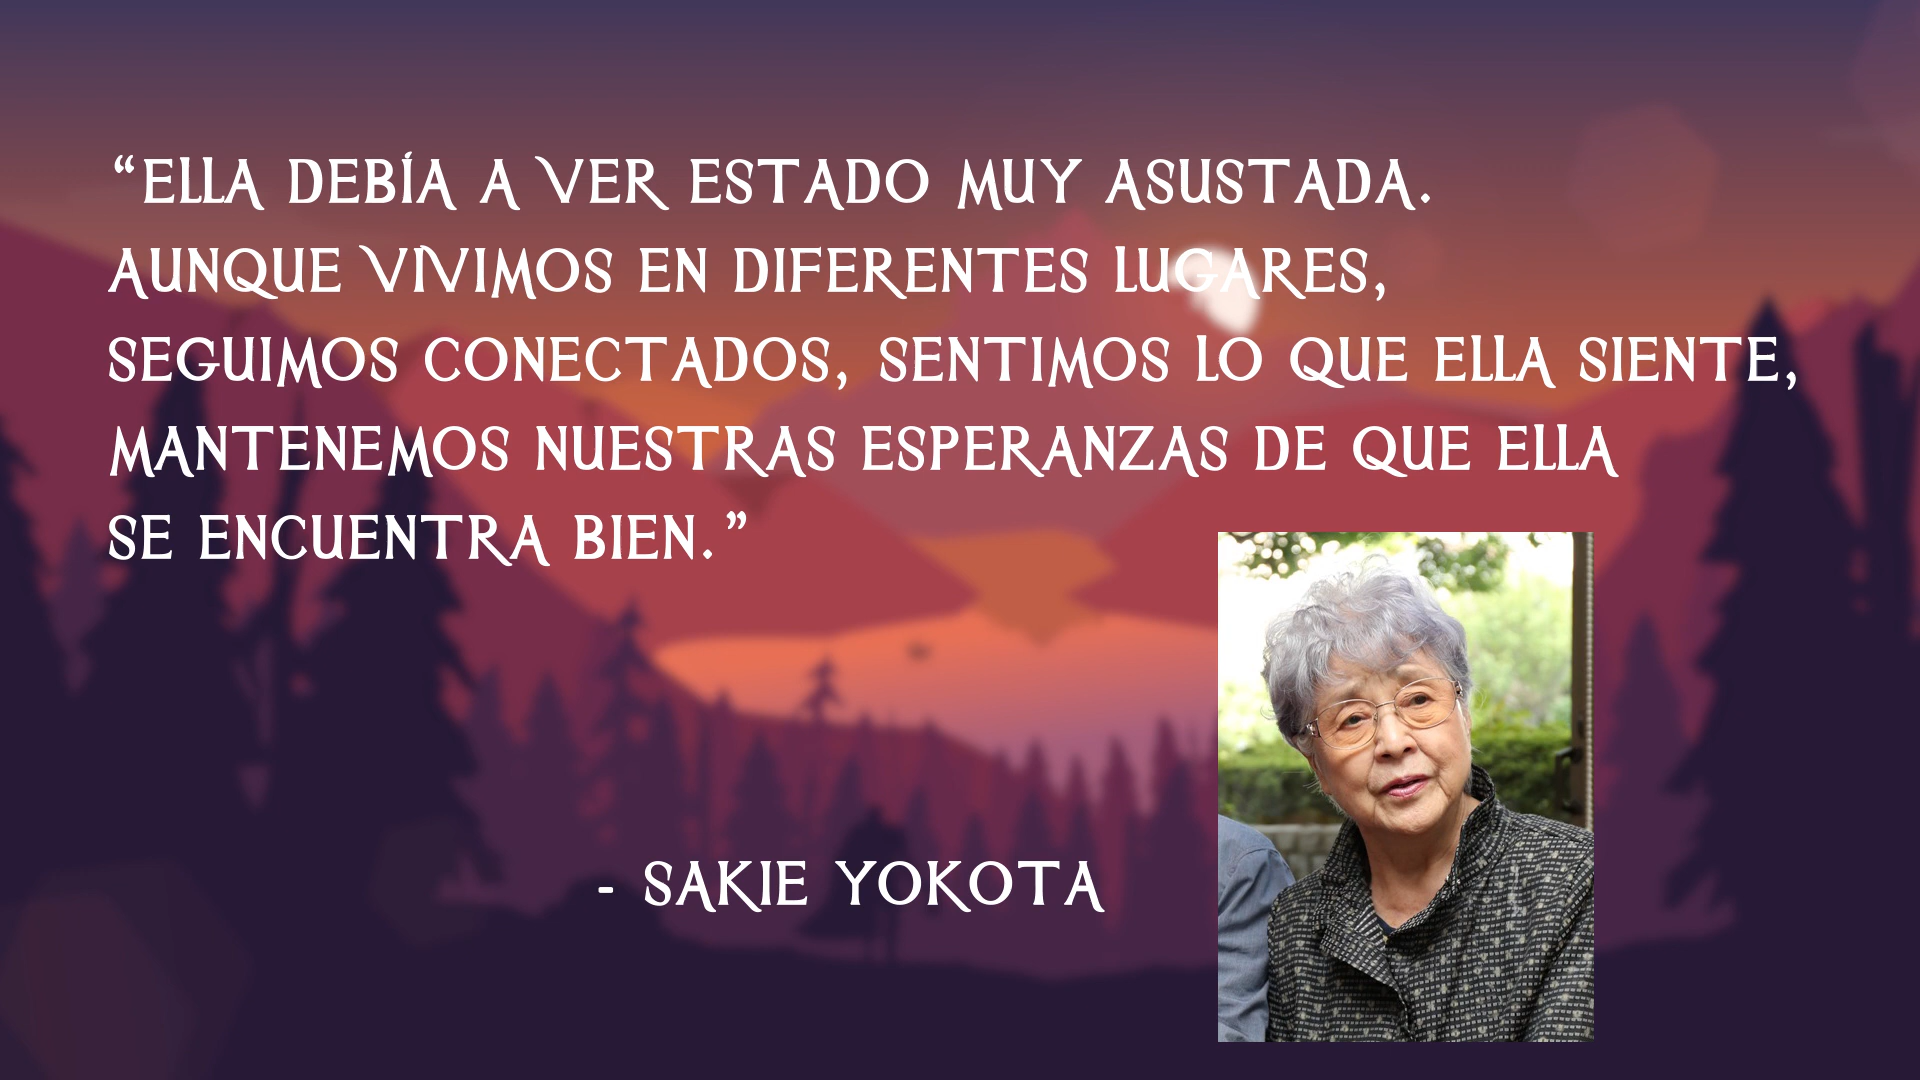 “ELLA DEBÍA A VER ESTADO MUY ASUSTADA.
AUNQUE VIVIMOS EN DIFERENTES LUGARES,
SEGUIMOS CONECTADOS, SENTIMOS LO QUE ELLA SIENTE,
MANTENEMOS NUESTRAS ESPERANZAS DE QUE ELLA
SE ENCUENTRA BIEN.”
- SAKIE YOKOTA